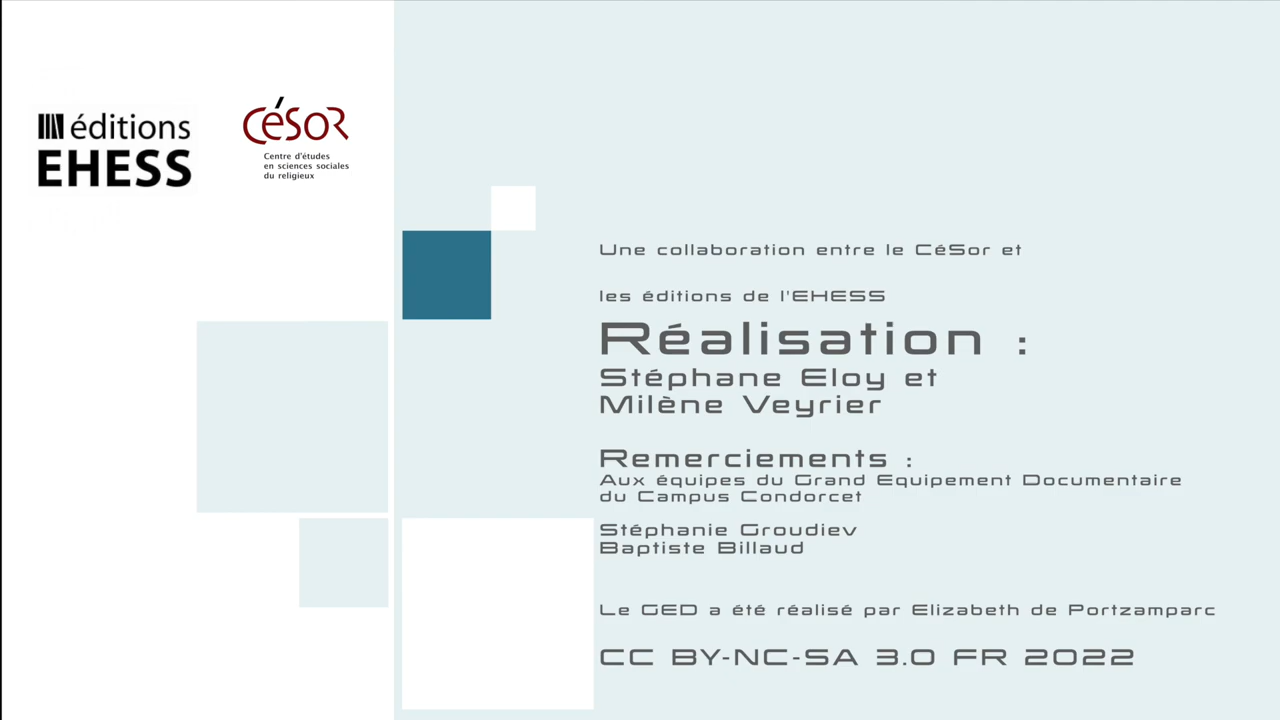 éditions
EHESS
CéSoR
Centre d'études
en sciences sociales
du religieux
Une collaboration entre le CéSor et
les éditions de l'EHESS
Réalisation :
Stéphane Eloy et
Milène Veyrier
Remerciements :
Aux équipes du Grand Equipement Documentaire
du Campus Condorcet
Stéphanie Groudiev
Baptiste Billaud
Le GED a été réalisé par Elizabeth de Portzamparc
CC BY-NC-SA 3.0 FR 2022